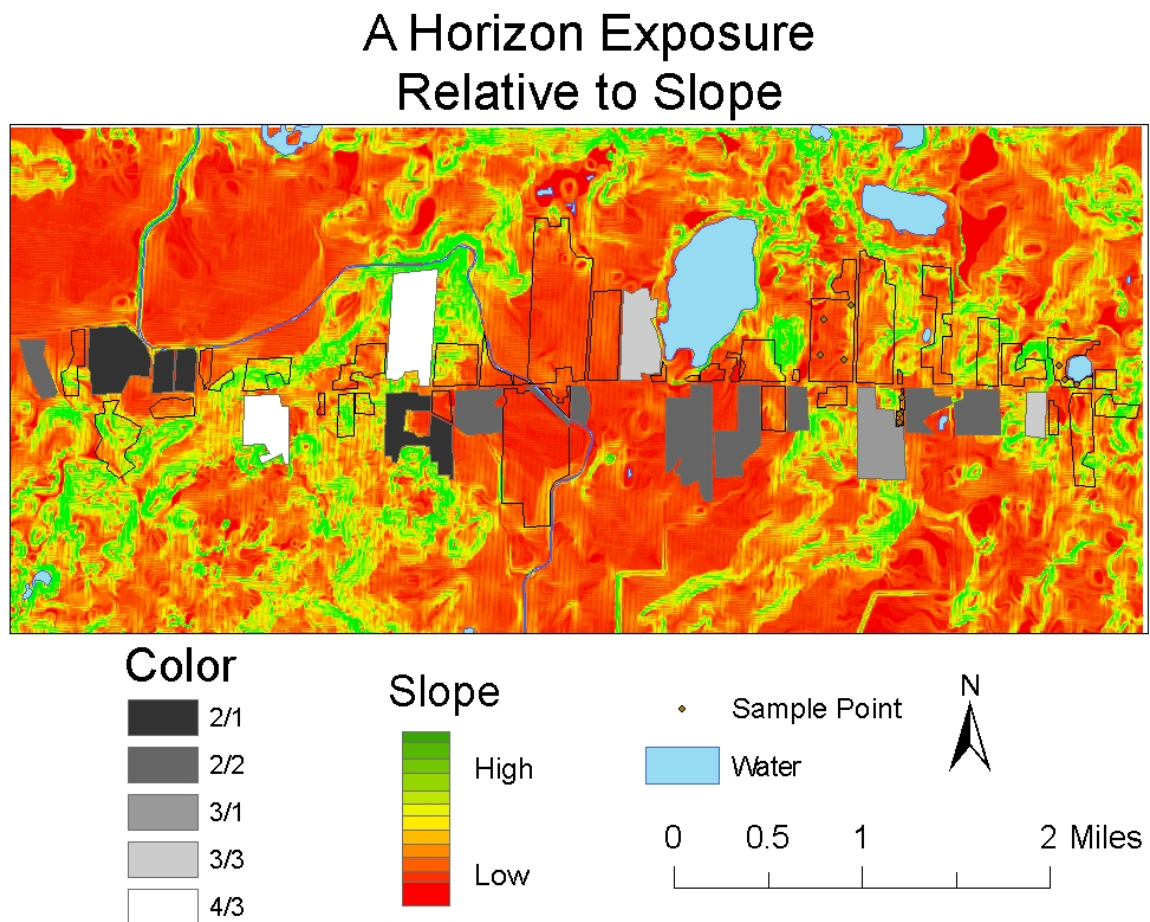 A Horizon Exposure
Relative to Slope
Color
2/1
2/2
3/1
3/3
4/3
Slope
High
Low
Sample Point
Water
N
0 0.5 1 2 Miles